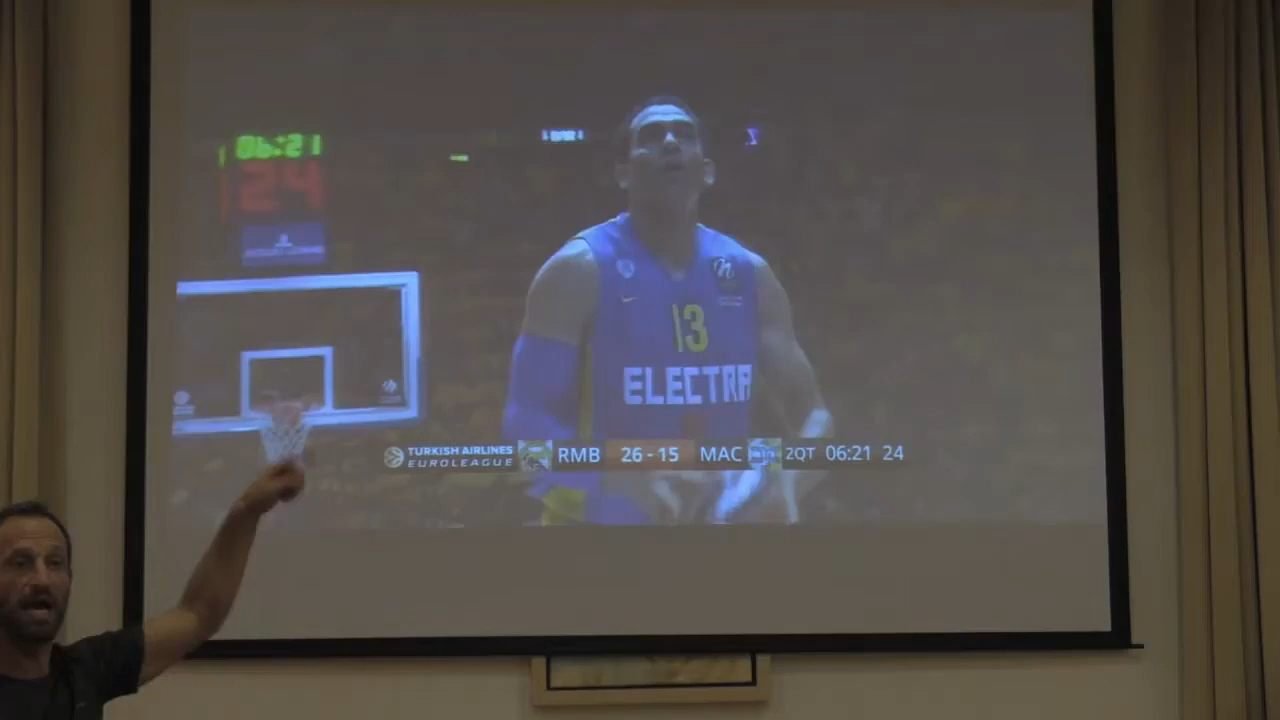 06:21
24
13
ELECTRA
TURKISH AIRLINES
EUROLEAGUE
RMB 26-15 MAC 2QT 06:21 24